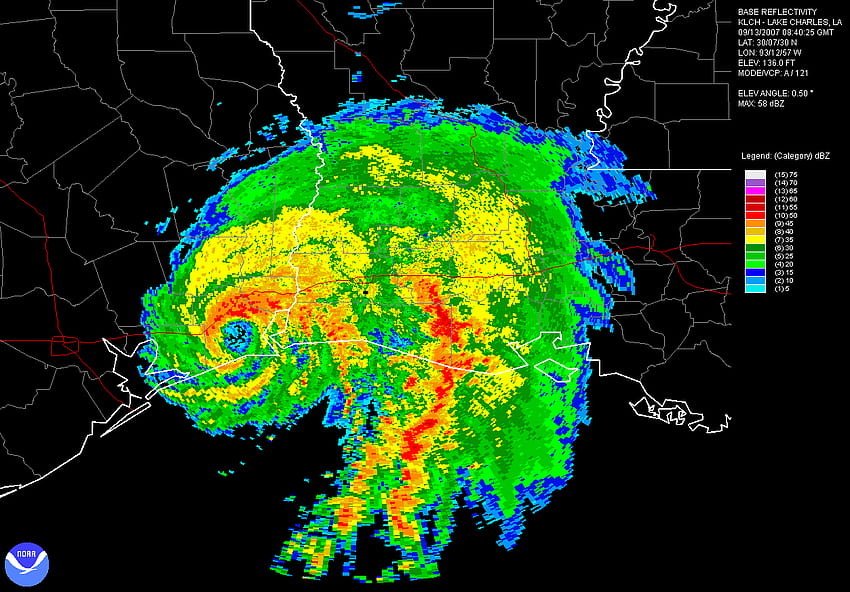 BASE REFLECTIVITY
KLCH - LAKE CHARLES, LA
09/13/2007 08:40:25 GMT
LAT: 30/07/30 N
LON: 93/12/57 W
ELEV: 136.0 FT
MODE/VCP: A / 121
ELEV ANGLE: 0.50 °
MAX: 58 dBZ
Legend: (Category) dBZ
(15) 75
(14) 70
(13) 65
(12) 60
(11) 55
(10) 50
(9) 45
(8) 40
(7) 35
(6) 30
(5) 25
(4) 20
(3) 15
(2) 10
(1) 5
NOAA